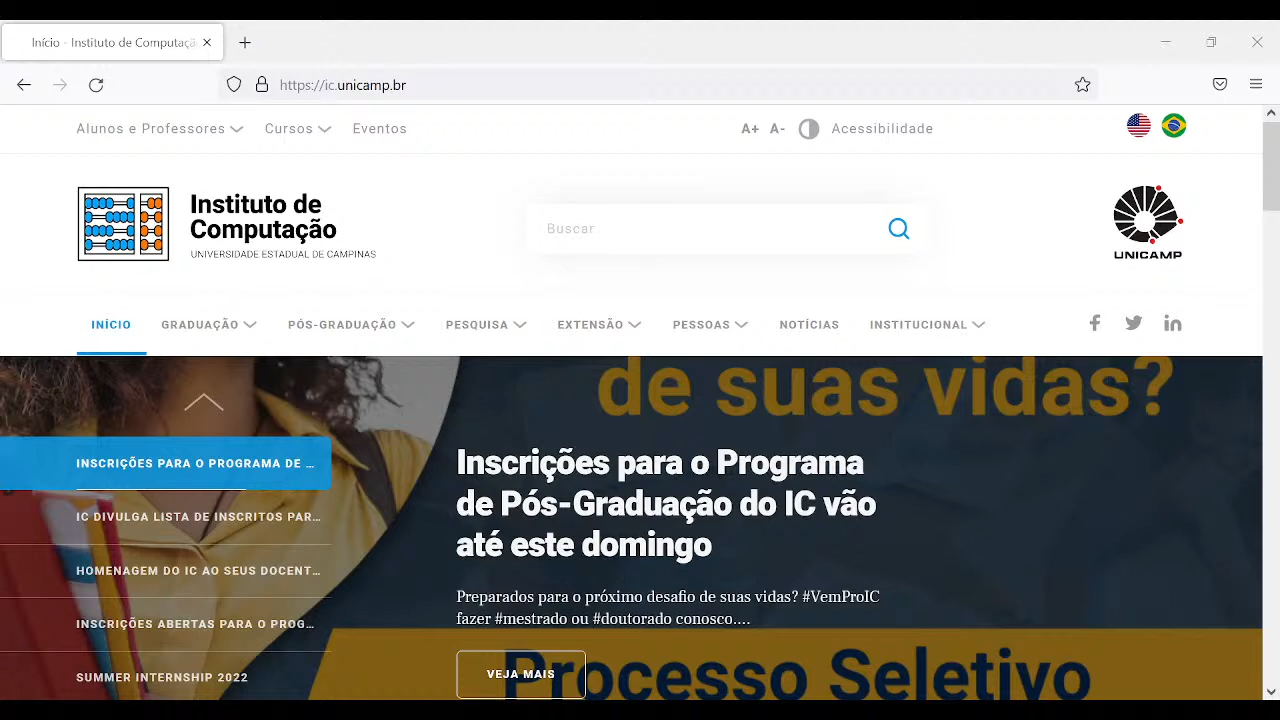 Início - Instituto de Computaçã
https://ic.unicamp.br
Alunos e Professores Cursos Eventos A+ A- Acessibilidade
Instituto de
Computação
UNIVERSIDADE ESTADUAL DE CAMPINAS
Buscar
UNICAMP
INÍCIO GRADUAÇÃO PÓS-GRADUAÇÃO PESQUISA EXTENSÃO PESSOAS NOTÍCIAS INSTITUCIONAL
de suas vidas?
INSCRIÇÕES PARA O PROGRAMA DE ...
IC DIVULGA LISTA DE INSCRITOS PAR...
HOMENAGEM DO IC AO SEUS DOCENT...
INSCRIÇÕES ABERTAS PARA O PROG...
SUMMER INTERNSHIP 2022
Inscrições para o Programa
de Pós-Graduação do IC vão
até este domingo
Preparados para o próximo desafio de suas vidas? #VemProIC
fazer #mestrado ou #doutorado conosco....
VEJA MAIS
Processo Seletivo